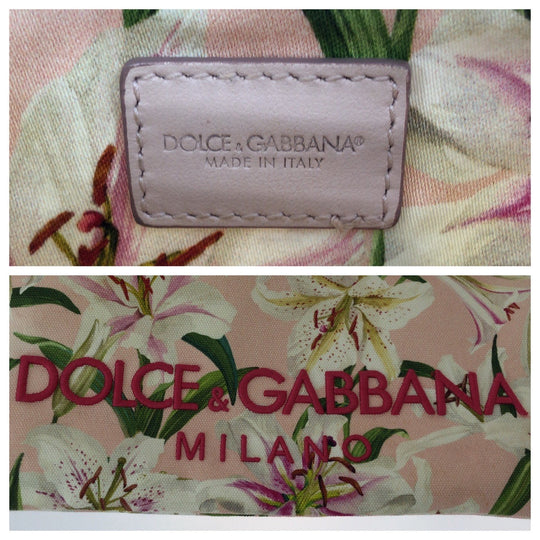 DOLCE & GABBANA®
MADE IN ITALY
DOLCE & GABBANA
MILANO